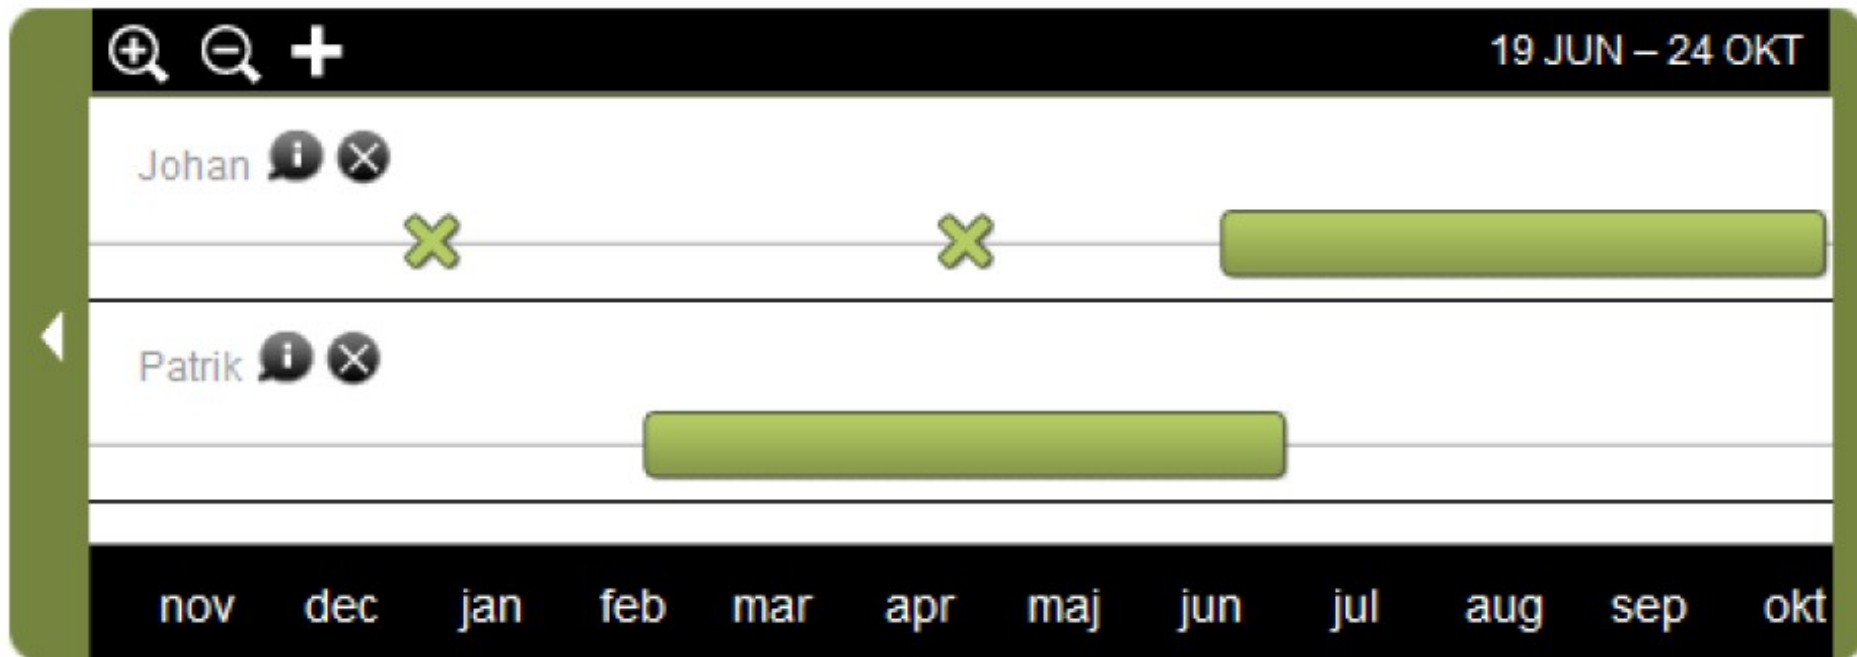 19 JUN – 24 OKT
Johan
Patrik
nov dec jan feb mar apr maj jun jul aug sep okt